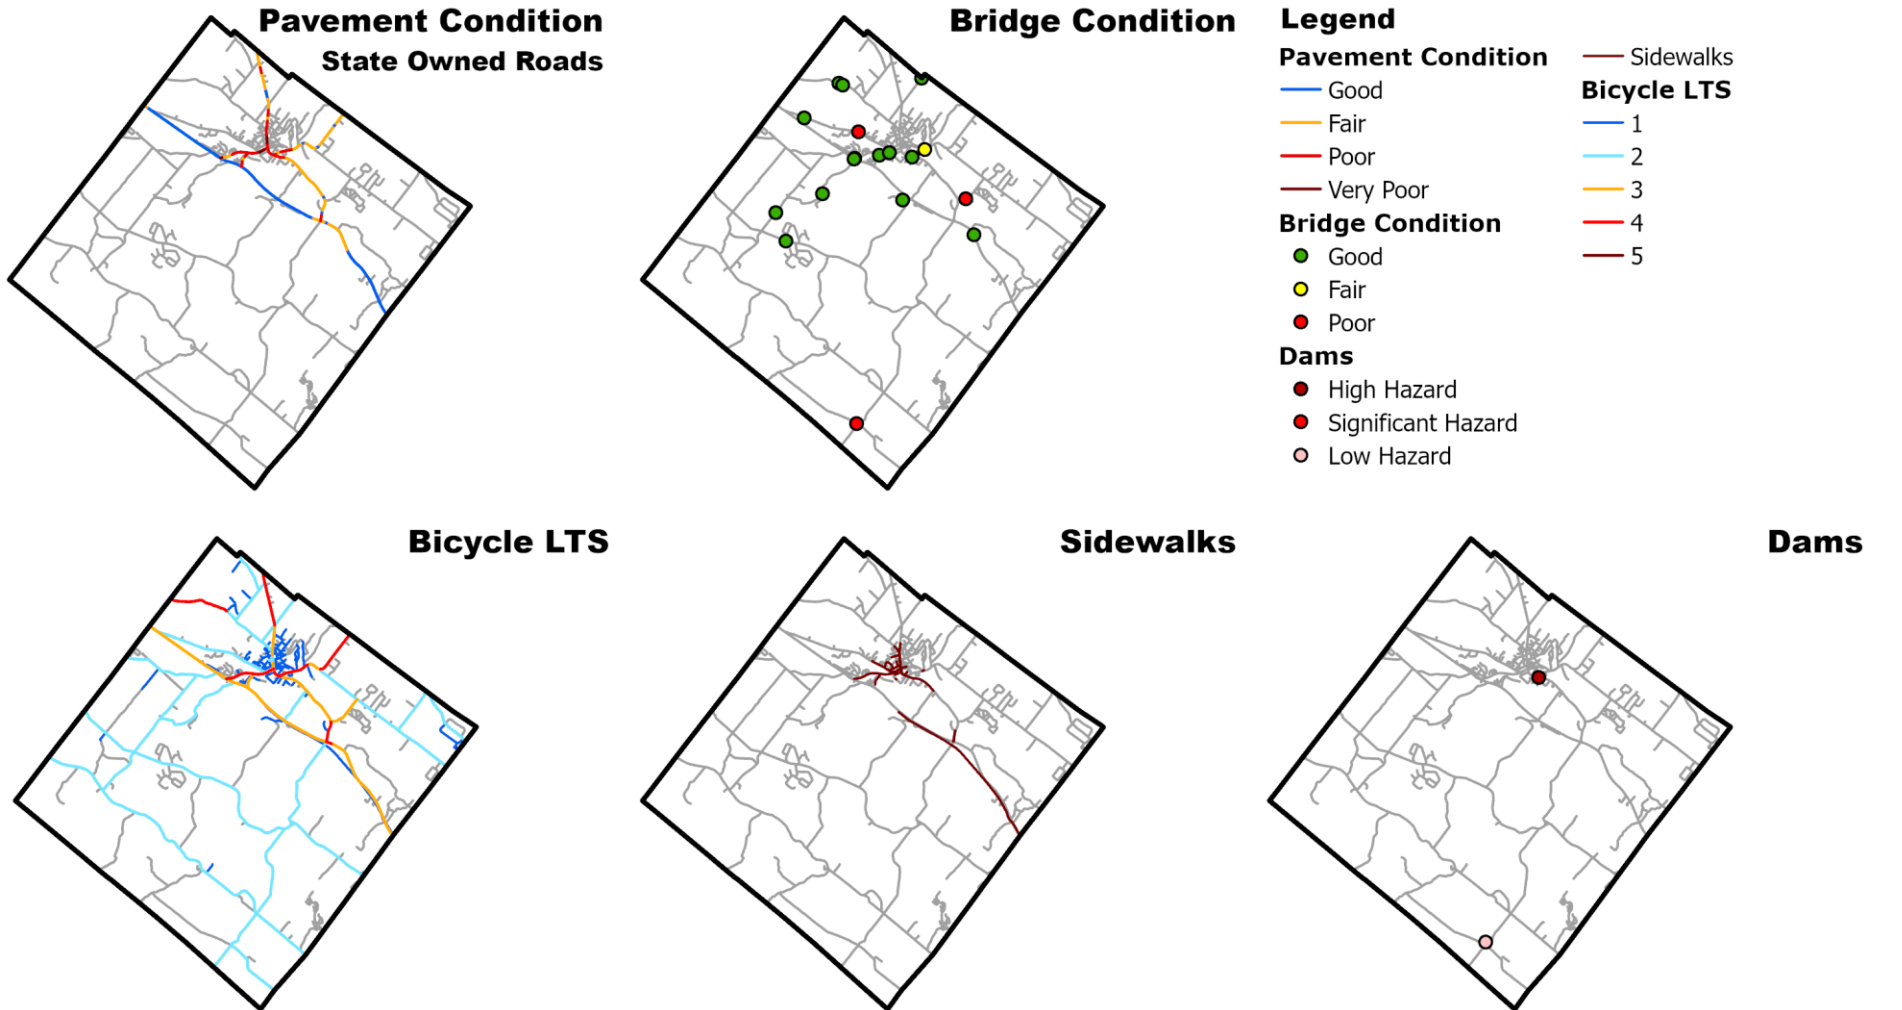 Pavement Condition
State Owned Roads
Bridge Condition
Legend
Pavement Condition
Good
Fair
Poor
Very Poor
Bridge Condition
Good
Fair
Poor
Dams
High Hazard
Significant Hazard
Low Hazard
Sidewalks
Bicycle LTS
1
2
3
4
5
Bicycle LTS
Sidewalks
Dams